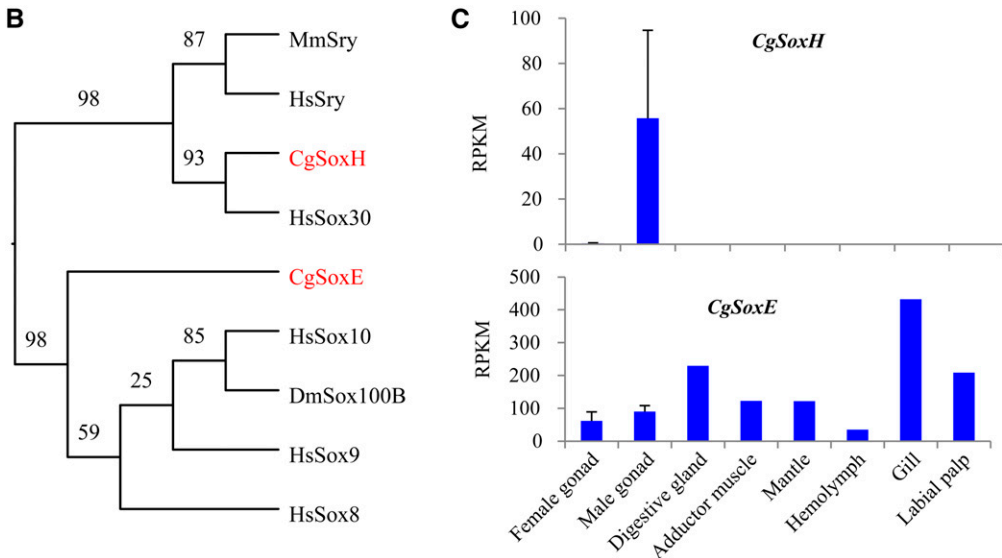 B
87
MmSry
98
HsSry
93
CgSoxH
HsSox30
CgSoxE
98
85
HsSox10
25
DmSox100B
59
HsSox9
HsSox8
C
CgSoxH
RPKM
100
80
60
40
20
0
CgSoxE
RPKM
500
400
300
200
100
0
Female gonad
Male gonad
Digestive gland
Adductor muscle
Mantle
Hemolymph
Gill
Labial palp